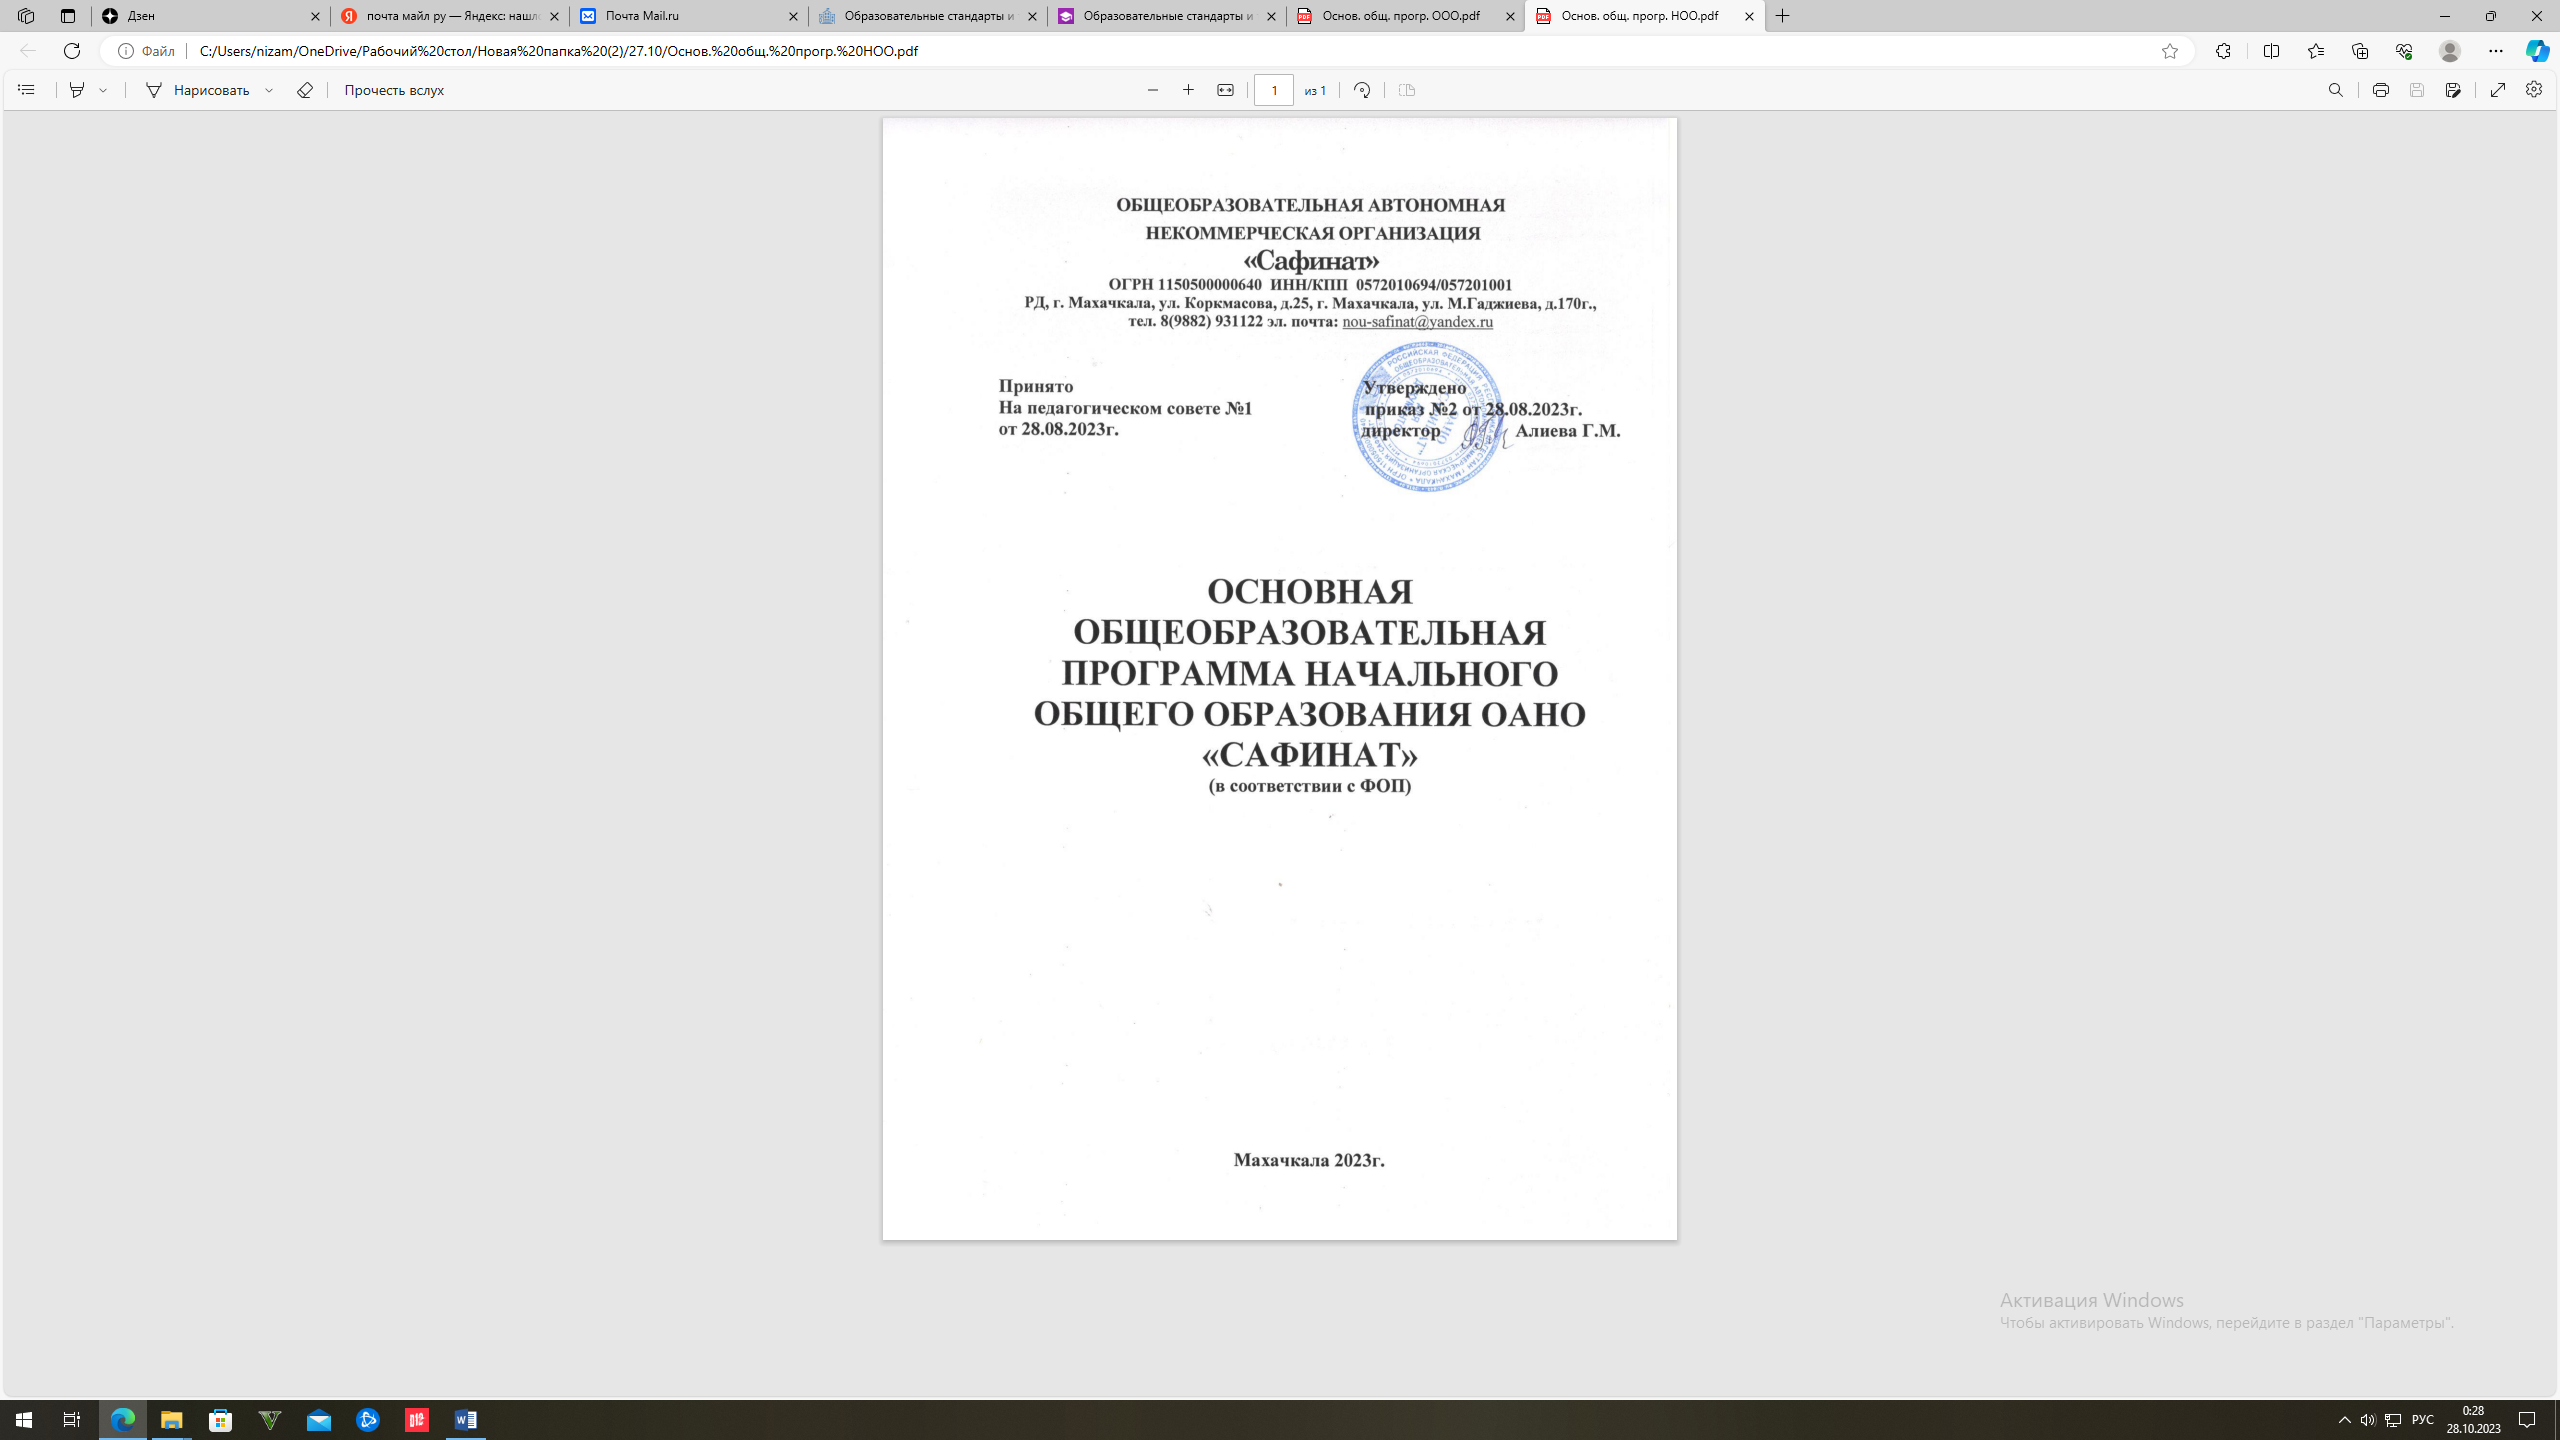 Дзен
почта майл ру — Яндекс: нашло
Почта Mail.ru
Образовательные стандарты и
Образовательные стандарты и
Основ. общ. прогр. ООО.pdf
Основ. общ. прогр. НОО.pdf
Файл
C:/Users/nizam/OneDrive/Рабочий%20стол/Новая%20папка%20(2)/27.10/Основ.%20общ.%20прогр.%20НОО.pdf
Нарисовать
Прочесть вслух
1 из 1
ОБЩЕОБРАЗОВАТЕЛЬНАЯ АВТОНОМНАЯ
НЕКОММЕРЧЕСКАЯ ОРГАНИЗАЦИЯ
«Сафинат»
ОГРН 1150500000640 ИНН/КПП 0572010694/057201001
РД, г. Махачкала, ул. Коркмасова, д.25, г. Махачкала, ул. М.Гаджиева, д.170г.,
тел. 8(9882) 931122 эл. почта: nou-safinat@yandex.ru
Принято
На педагогическом совете №1
от 28.08.2023г.
Утверждено
приказ №2 от 28.08.2023г.
директор Алиева Г.М.
ОСНОВНАЯ
ОБЩЕОБРАЗОВАТЕЛЬНАЯ
ПРОГРАММА НАЧАЛЬНОГО
ОБЩЕГО ОБРАЗОВАНИЯ ОАНО
«САФИНАТ»
(в соответствии с ФОП)
Махачкала 2023г.
Активация Windows
Чтобы активировать Windows, перейдите в раздел "Параметры".
РУС
0:28
28.10.2023